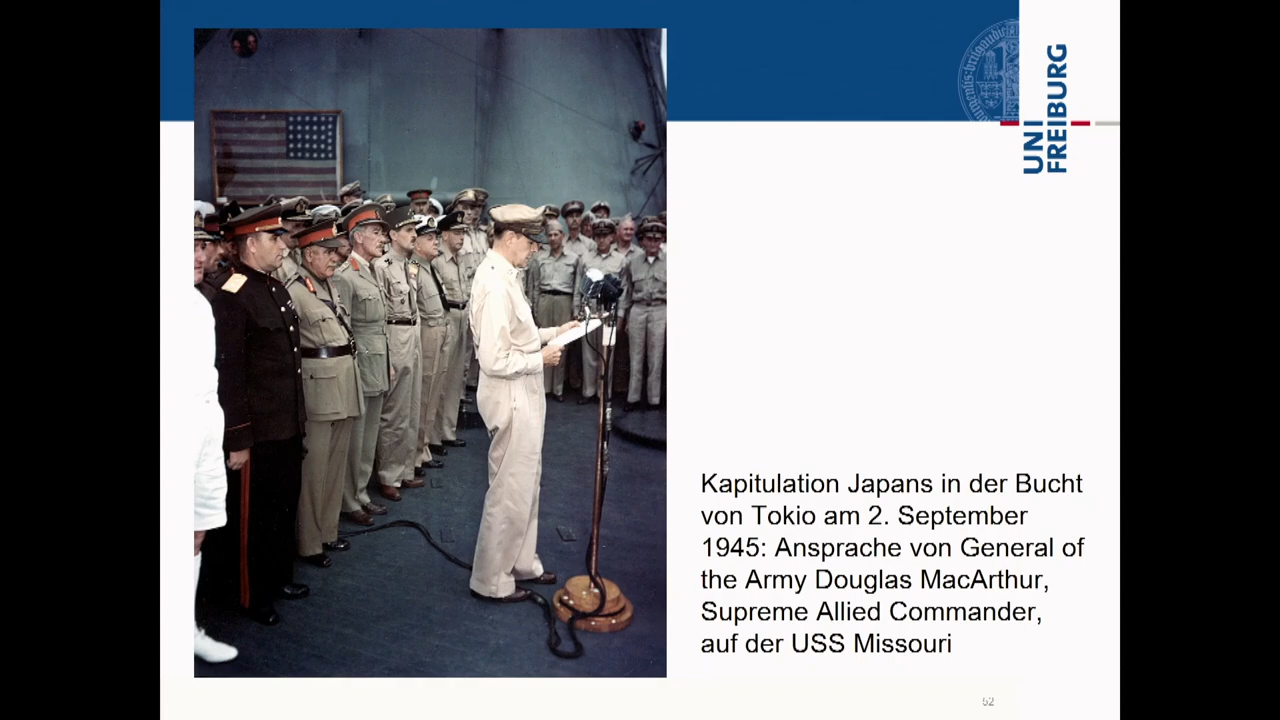 UNI
FREIBURG
Kapitulation Japans in der Bucht
von Tokio am 2. September
1945: Ansprache von General of
the Army Douglas MacArthur,
Supreme Allied Commander,
auf der USS Missouri
52